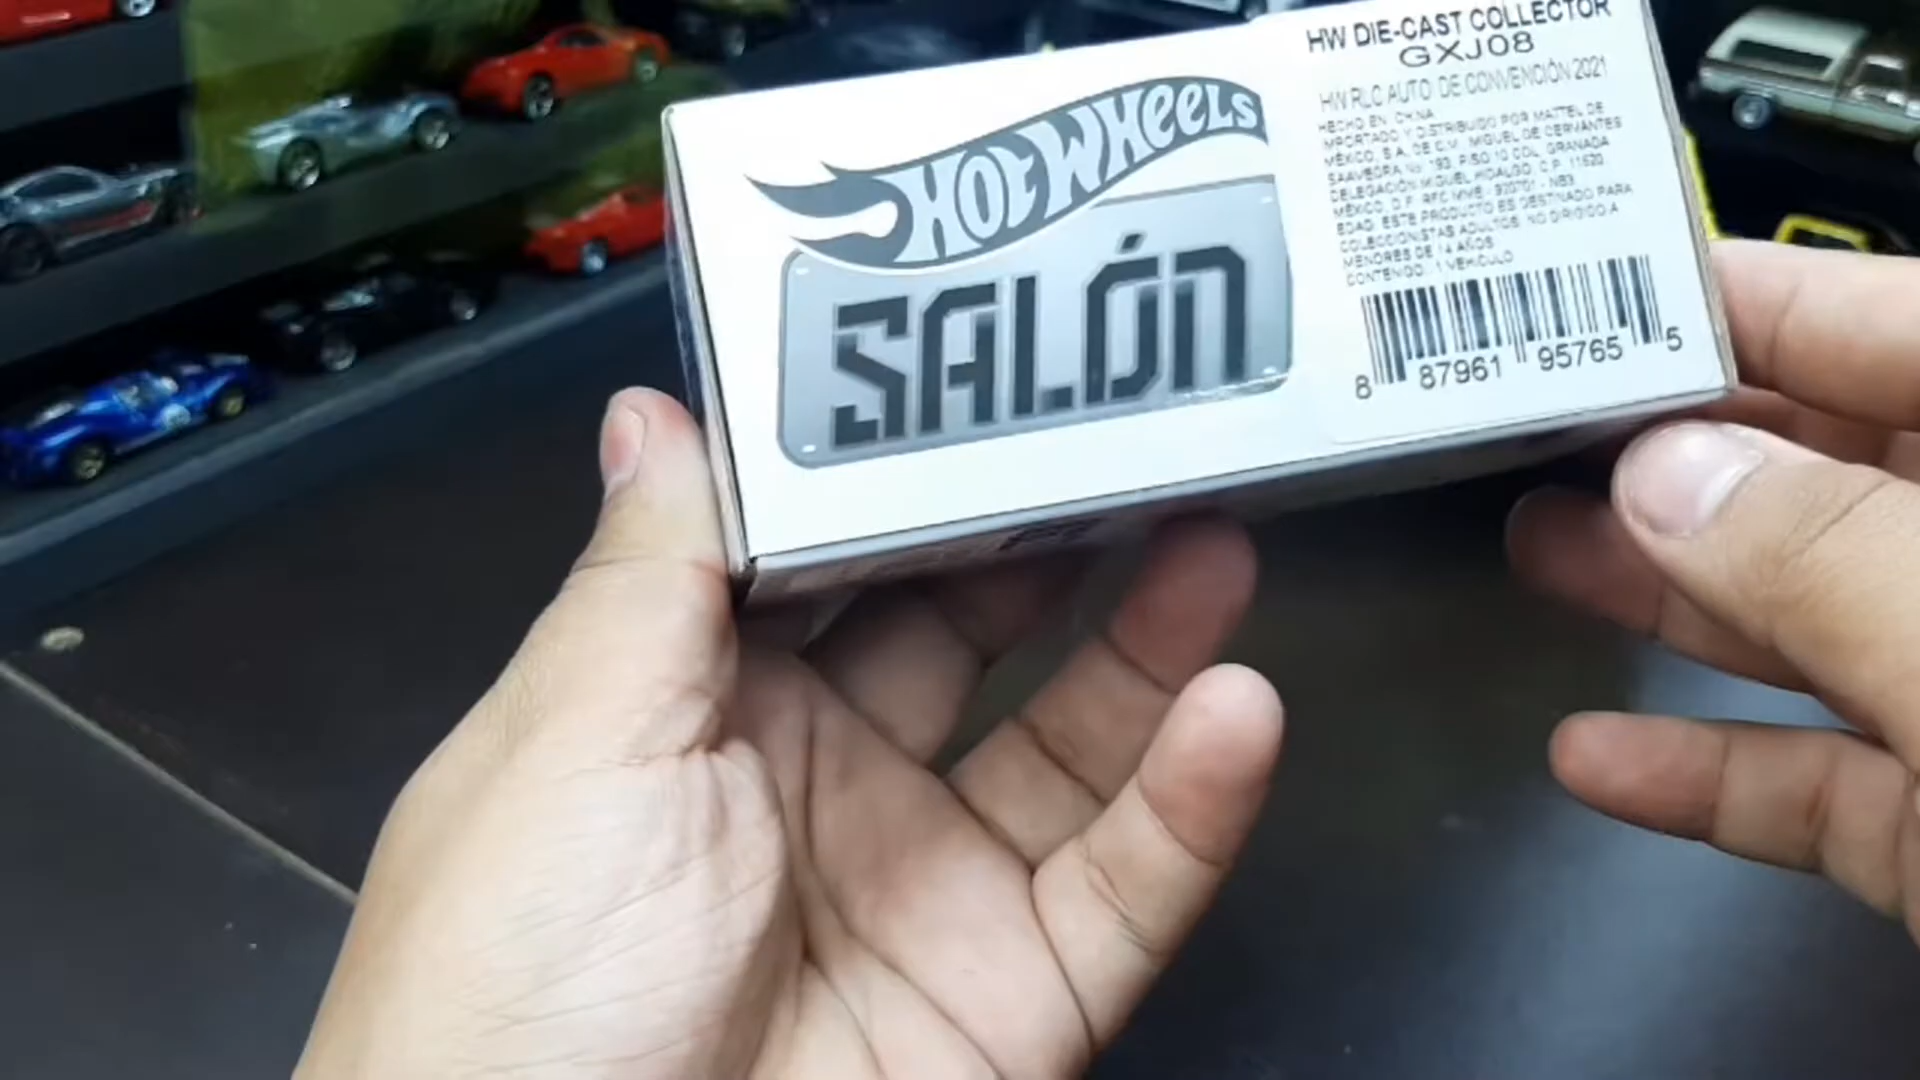 HOT WHEELS
SALÓN
HW DIE-CAST COLLECTOR
GXJ08
HW RLC AUTO DE CONVENCIÓN 2021
HECHO EN CHINA
IMPORTADO Y DISTRIBUIDO POR MATTEL DE
MÉXICO, S.A. DE C.V. MIGUEL DE CERVANTES
SAAVEDRA No. 193, PISO 10 COL. GRANADA
DELEGACIÓN MIGUEL HIDALGO, C.P. 11520
MÉXICO, D.F. RFC MME - 920701 - NB3
EDAD: ESTE PRODUCTO ES DESTINADO PARA
COLECCIONISTAS ADULTOS. NO DIRIGIDO A
MENORES DE 14 AÑOS
CONTENIDO: 1 VEHÍCULO
8 87961 95765 5